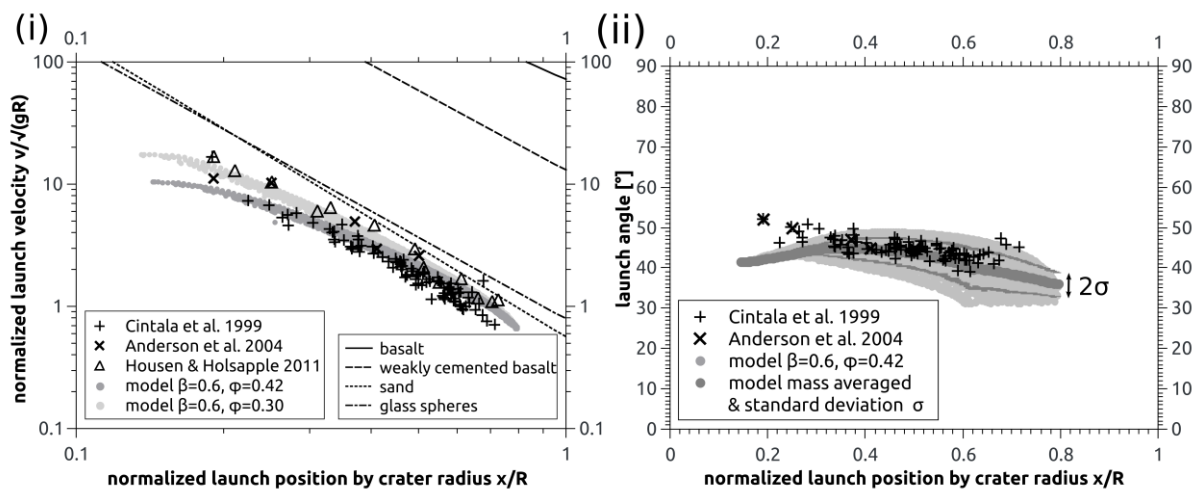 (i)
0.1
1
100
100
10
10
1
1
0.1
0.1
0.1
1
normalized launch velocity v/√(gR)
normalized launch position by crater radius x/R
Cintala et al. 1999
Anderson et al. 2004
Housen & Holsapple 2011
model β=0.6, φ=0.42
model β=0.6, φ=0.30
basalt
weakly cemented basalt
sand
glass spheres
(ii)
0
0.2
0.4
0.6
0.8
1
90
90
80
80
70
70
60
60
50
50
40
40
30
30
20
20
10
10
0
0
0
0.2
0.4
0.6
0.8
1
launch angle [°]
2σ
Cintala et al. 1999
Anderson et al. 2004
model β=0.6, φ=0.42
model mass averaged
& standard deviation σ
normalized launch position by crater radius x/R